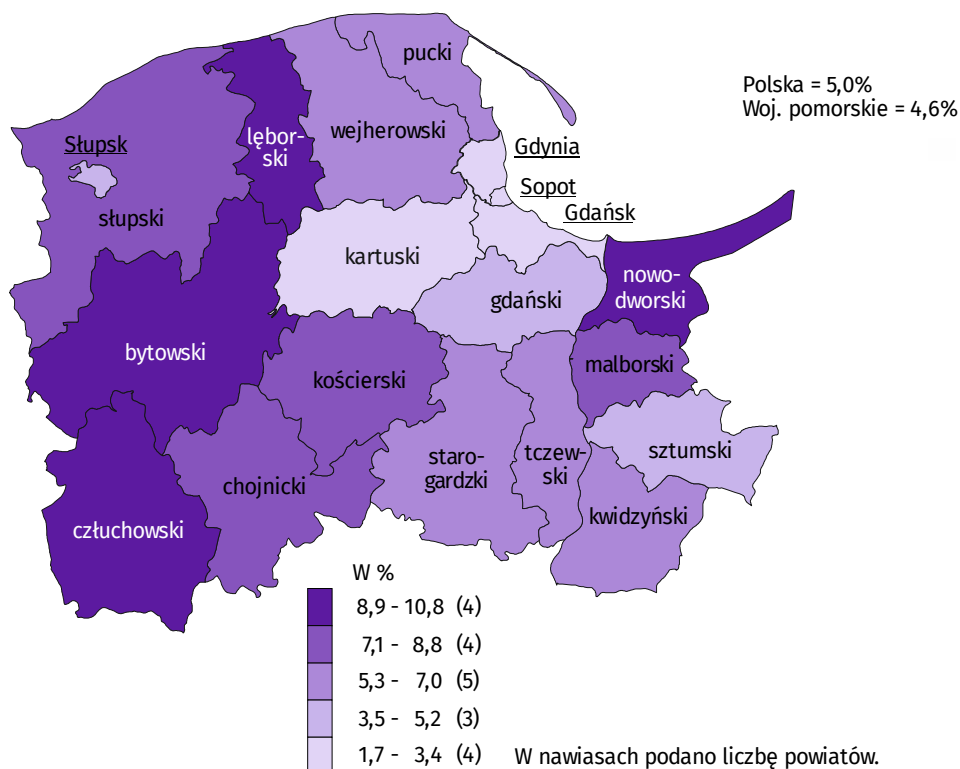 pucki
Polska = 5,0%
Woj. pomorskie = 4,6%
wejherowski
lębor-
ski
Słupsk
Gdynia
Sopot
Gdańsk
słupski
kartuski
nowo-
dworski
gdański
bytowski
kościerski
malborski
staro-
gardzki
tczew-
ski
sztumski
chojnicki
człuchowski
kwidzyński
W %
8,9 - 10,8 (4)
7,1 - 8,8 (4)
5,3 - 7,0 (5)
3,5 - 5,2 (3)
1,7 - 3,4 (4)
W nawiasach podano liczbę powiatów.